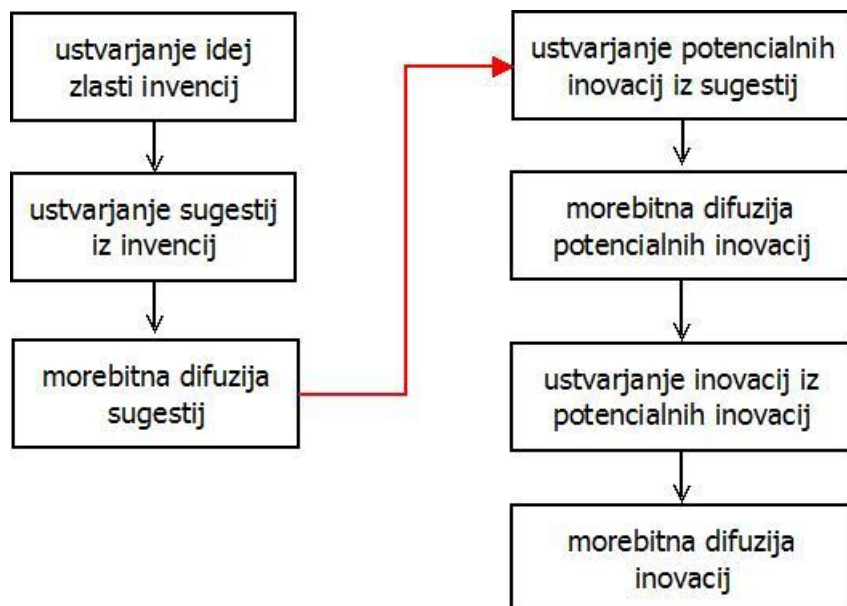 ustvarjanje idej
zlasti invencij
ustvarjanje sugestij
iz invencij
morebitna difuzija
sugestij
ustvarjanje potencialnih
inovacij iz sugestij
morebitna difuzija
potencialnih inovacij
ustvarjanje inovacij iz
potencialnih inovacij
morebitna difuzija
inovacij